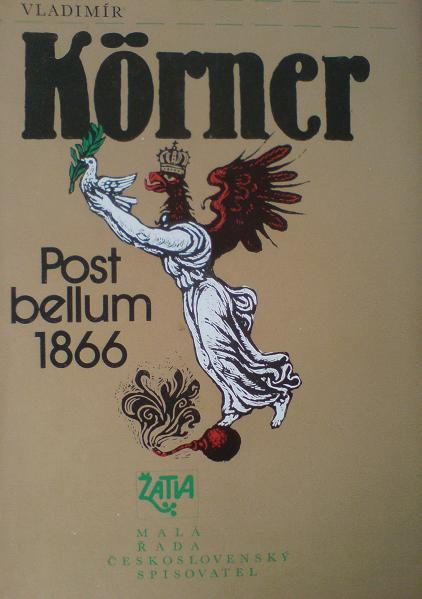 VLADIMÍR
Körner
Post
bellum
1866
ŽATVA
MALÁ
ŘADA
ČESKOSLOVENSKÝ
SPISOVATEL